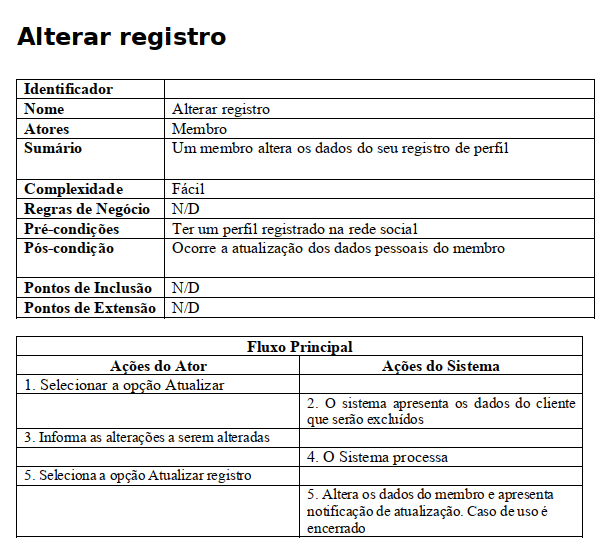 Alterar registro
Identificador
Nome Alterar registro
Atores Membro
Sumário Um membro altera os dados do seu registro de perfil
Complexidade Fácil
Regras de Negócio N/D
Pré-condições Ter um perfil registrado na rede social
Pós-condição Ocorre a atualização dos dados pessoais do membro
Pontos de Inclusão N/D
Pontos de Extensão N/D
Fluxo Principal
Ações do Ator Ações do Sistema
1. Selecionar a opção Atualizar
2. O sistema apresenta os dados do cliente
que serão excluídos
3. Informa as alterações a serem alteradas
4. O Sistema processa
5. Seleciona a opção Atualizar registro
5. Altera os dados do membro e apresenta
notificação de atualização. Caso de uso é
encerrado